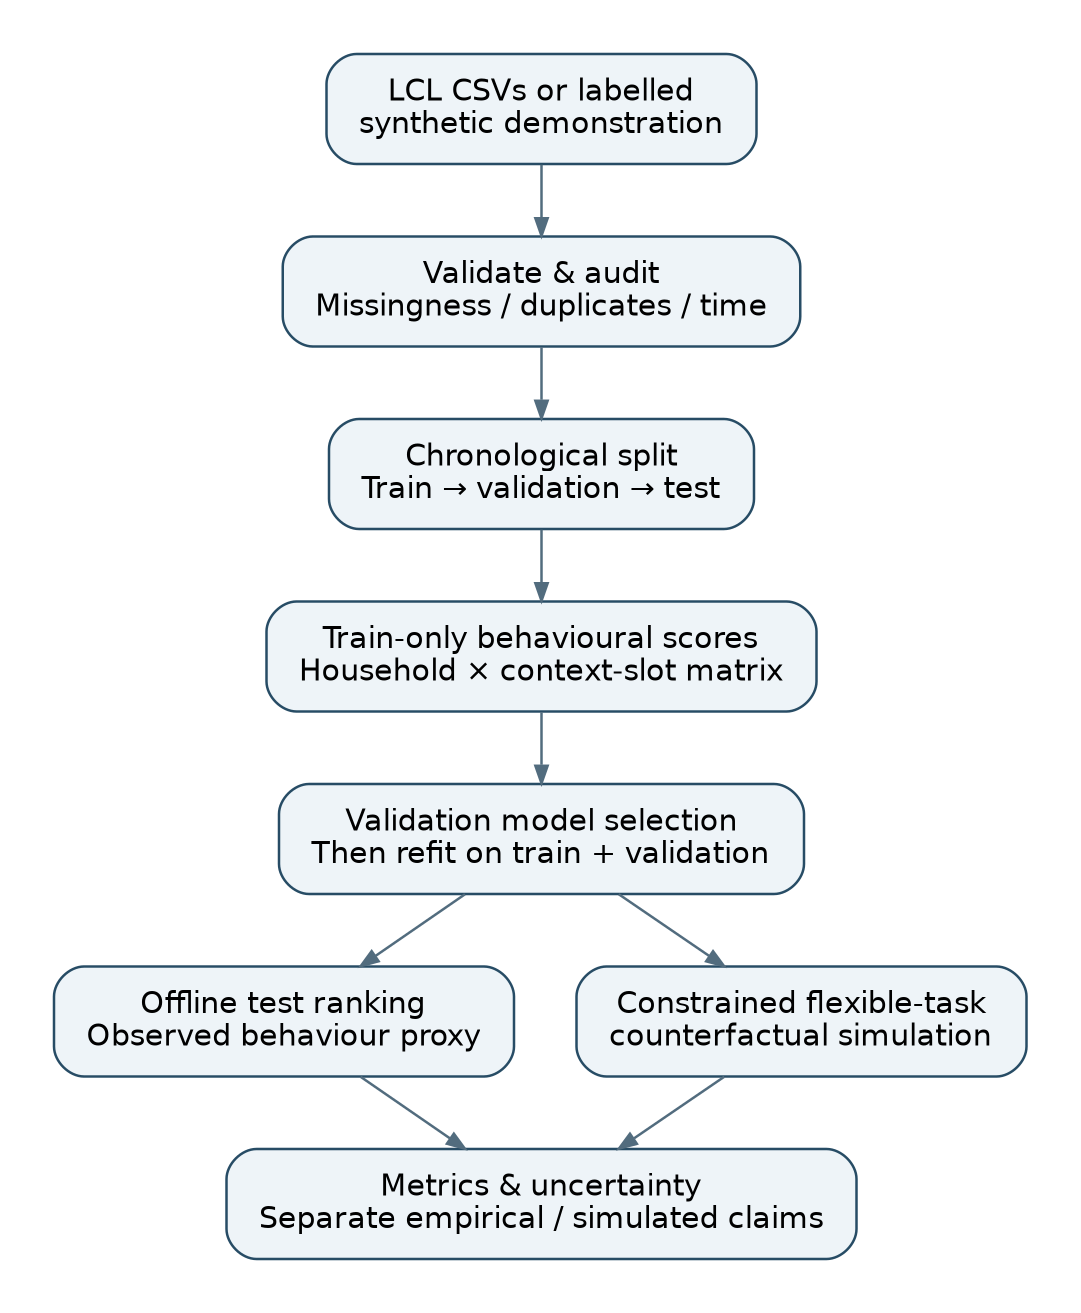 LCL CSVs or labelled
synthetic demonstration
Validate & audit
Missingness / duplicates / time
Chronological split
Train → validation → test
Train-only behavioural scores
Household × context-slot matrix
Validation model selection
Then refit on train + validation
Offline test ranking
Observed behaviour proxy
Constrained flexible-task
counterfactual simulation
Metrics & uncertainty
Separate empirical / simulated claims